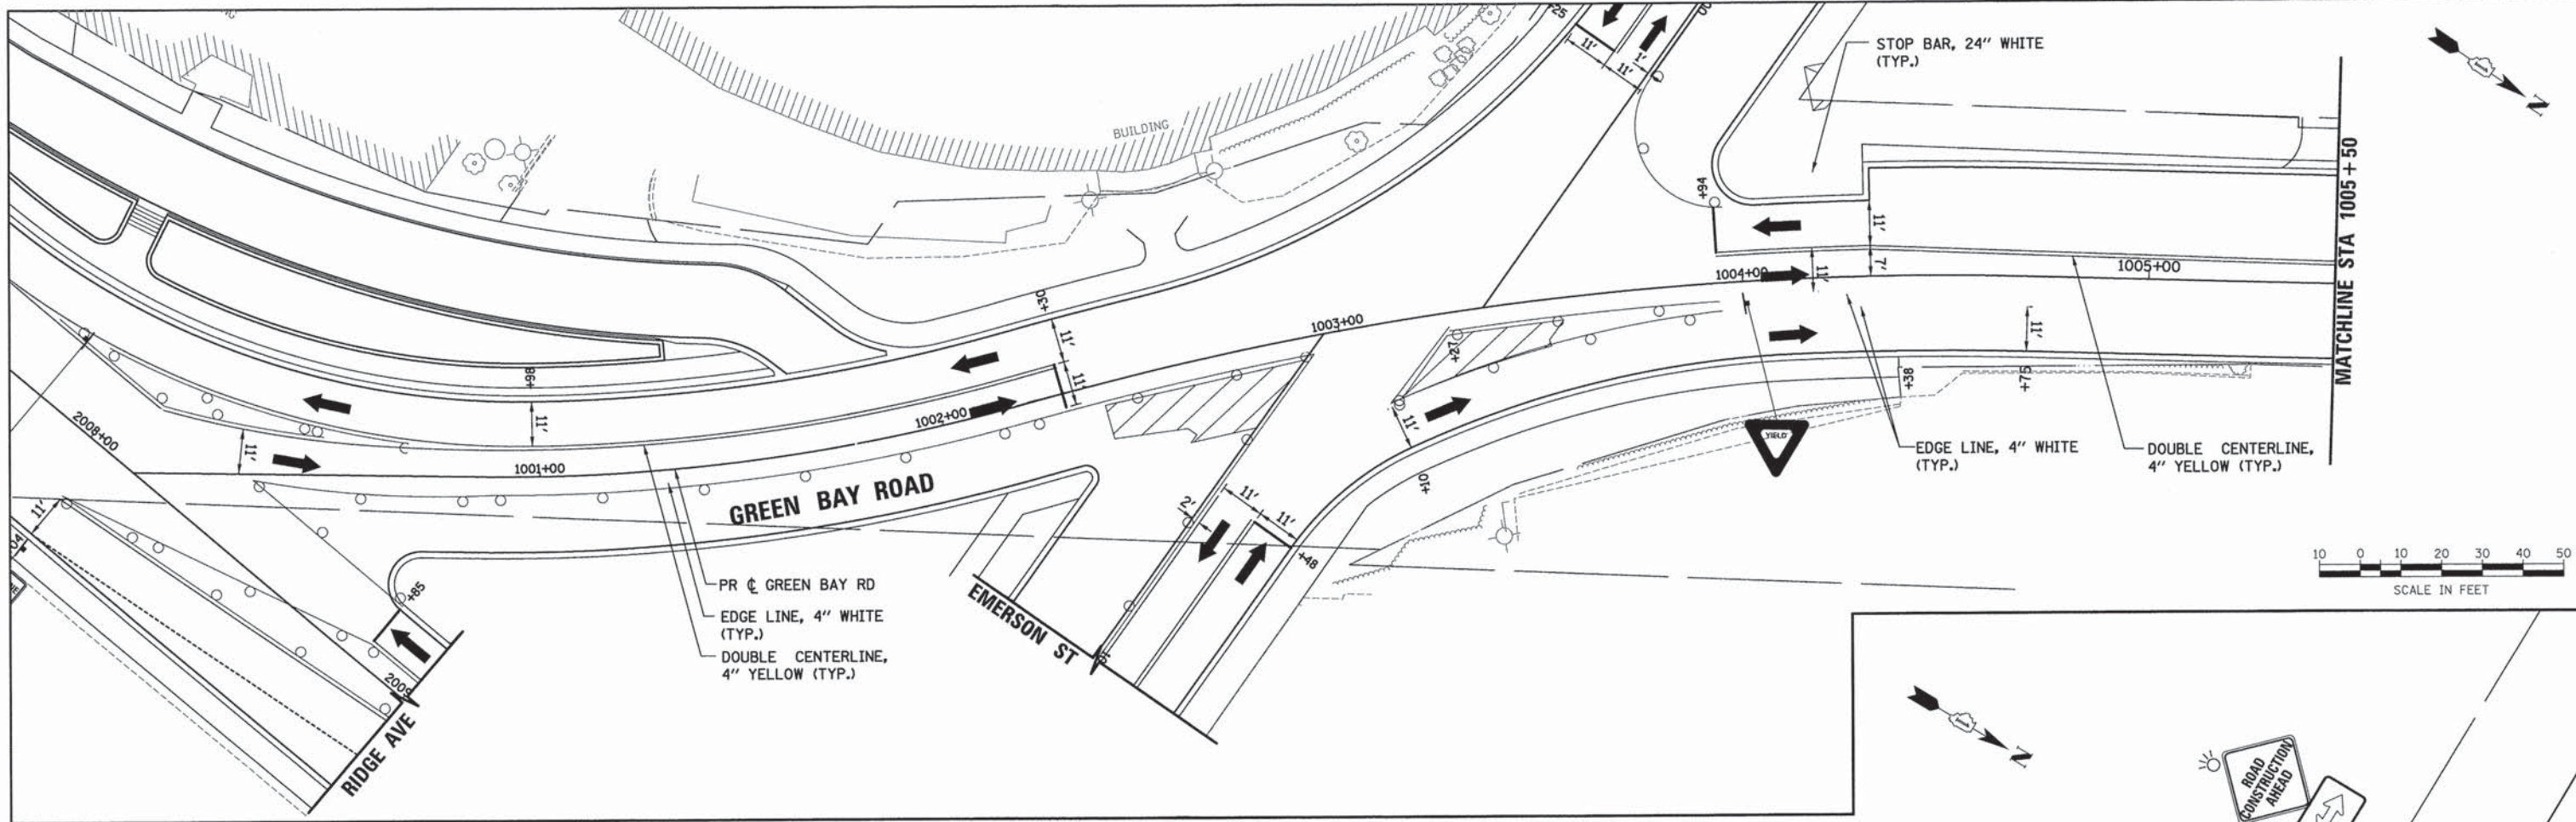 +25
11'
11'
1'
STOP BAR, 24" WHITE
(TYP.)
N
BUILDING
+94
11'
7'
11'
1004+00
1005+00
MATCHLINE STA 1005+50
+30
11'
11'
1003+00
+98
11'
1002+00
+27
11'
11'
+38
+75
2008+00
11'
1001+00
GREEN BAY ROAD
YIELD
EDGE LINE, 4" WHITE
(TYP.)
DOUBLE CENTERLINE,
4" YELLOW (TYP.)
+10
11'
2'
11'
11'
+48
+85
PR ℄ GREEN BAY RD
EDGE LINE, 4" WHITE
(TYP.)
DOUBLE CENTERLINE,
4" YELLOW (TYP.)
EMERSON ST
2009
RIDGE AVE
10 0 10 20 30 40 50
SCALE IN FEET
N
ROAD
CONSTRUCTION
AHEAD